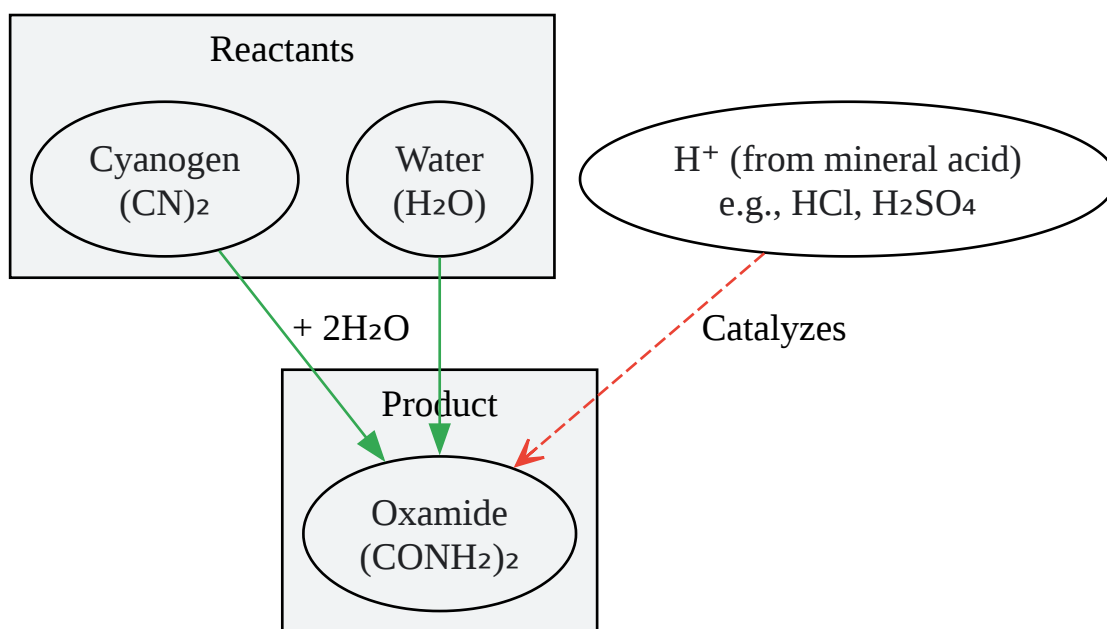 Reactants
Cyanogen
(CN)₂
Water
(H₂O)
H⁺ (from mineral acid)
e.g., HCl, H₂SO₄
+ 2H₂O
Catalyzes
Product
Oxamide
(CONH₂)₂